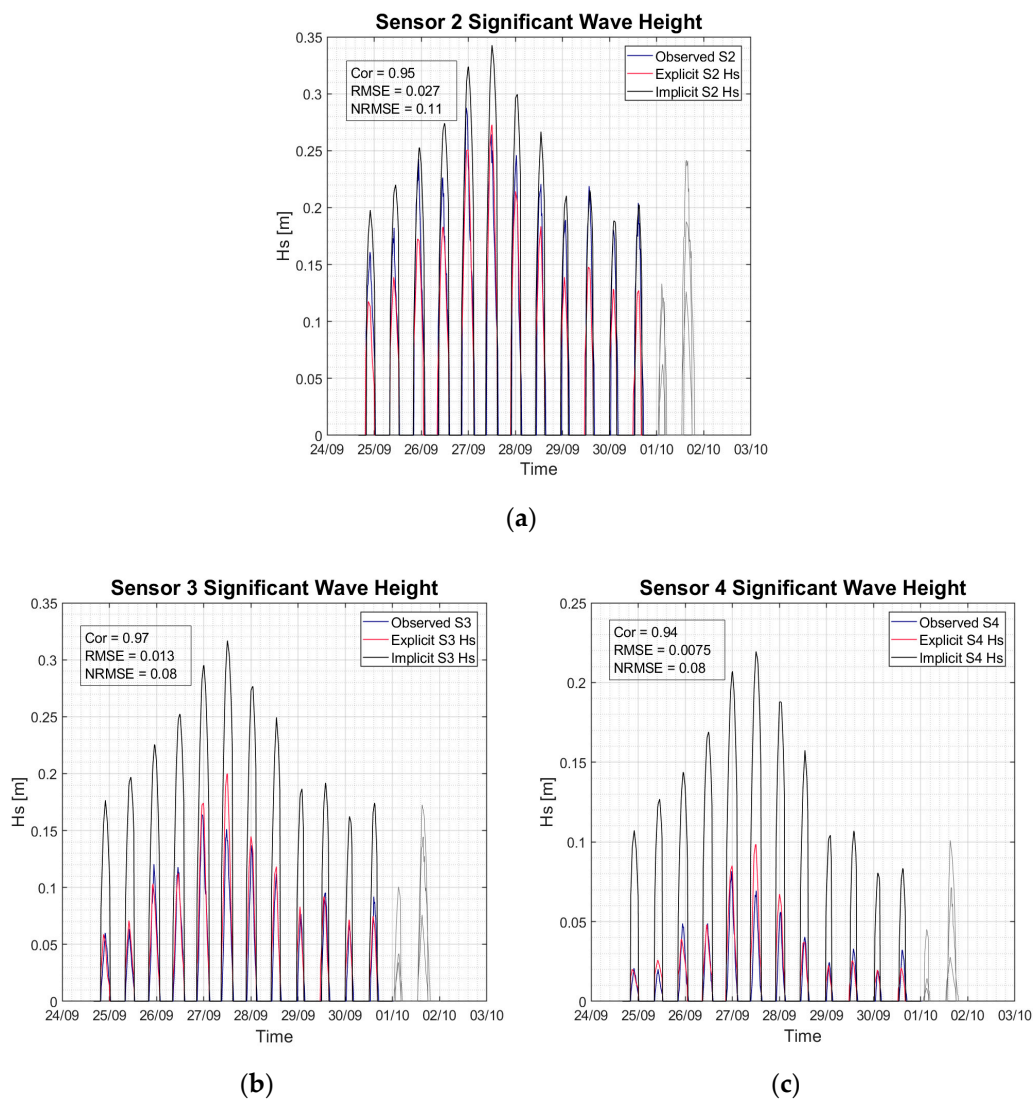 Sensor 2 Significant Wave Height
0.35
0.3
0.25
0.2
0.15
0.1
0.05
0
Hs [m]
Cor = 0.95
RMSE = 0.027
NRMSE = 0.11
Observed S2
Explicit S2 Hs
Implicit S2 Hs
24/09 25/09 26/09 27/09 28/09 29/09 30/09 01/10 02/10 03/10
Time
(a)
Sensor 3 Significant Wave Height
0.35
0.3
0.25
0.2
0.15
0.1
0.05
0
Hs [m]
Cor = 0.97
RMSE = 0.013
NRMSE = 0.08
Observed S3
Explicit S3 Hs
Implicit S3 Hs
24/09 25/09 26/09 27/09 28/09 29/09 30/09 01/10 02/10 03/10
Time
(b)
Sensor 4 Significant Wave Height
0.25
0.2
0.15
0.1
0.05
0
Hs [m]
Cor = 0.94
RMSE = 0.0075
NRMSE = 0.08
Observed S4
Explicit S4 Hs
Implicit S4 Hs
24/09 25/09 26/09 27/09 28/09 29/09 30/09 01/10 02/10 03/10
Time
(c)